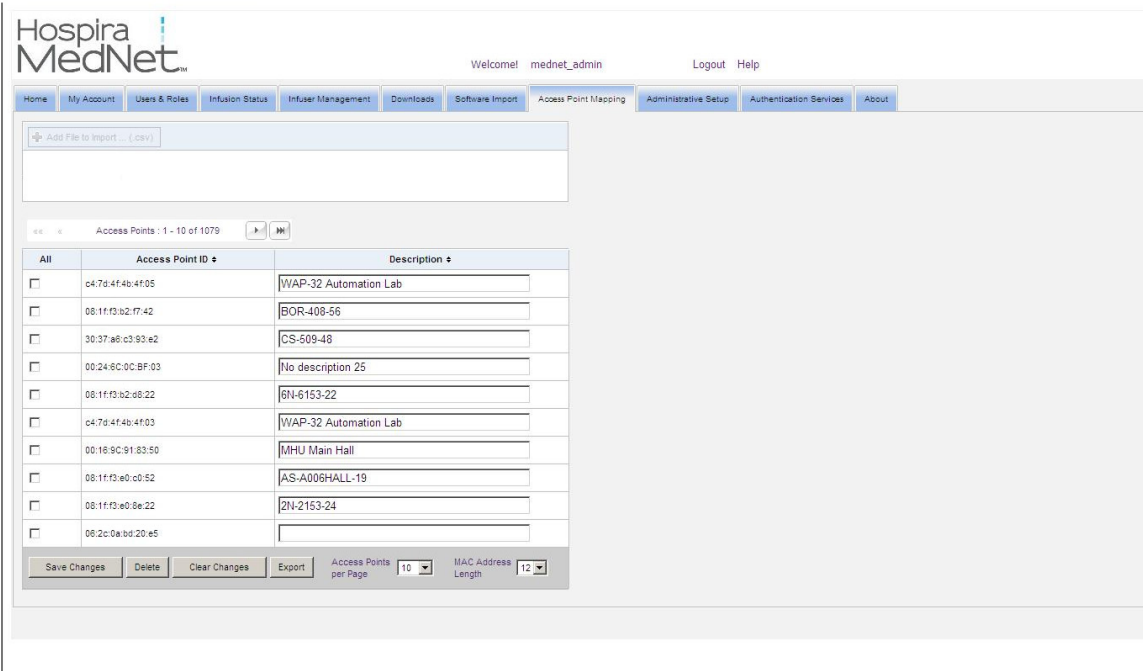 Hospira
MedNet™
Welcome! mednet_admin Logout Help
Home My Account Users & Roles Infusion Status Infuser Management Downloads Software Import Access Point Mapping Administrative Setup Authentication Services About
Add File to Import ... (.csv)
Access Points : 1 - 10 of 1079
All Access Point ID Description
c4:7d:4f:4b:4f:05 WAP-32 Automation Lab
08:1f:f3:b2:f7:42 BOR-408-56
30:37:a6:c3:93:e2 CS-509-48
00:24:6C:0C:BF:03 No description 25
08:1f:f3:b2:d8:22 6N-6153-22
c4:7d:4f:4b:4f:03 WAP-32 Automation Lab
00:16:9C:91:83:50 MHU Main Hall
08:1f:f3:e0:c0:52 AS-A006HALL-19
08:1f:f3:e0:8e:22 2N-2153-24
06:2c:0a:bd:20:e5
Save Changes Delete Clear Changes Export Access Points per Page 10 MAC Address Length 12